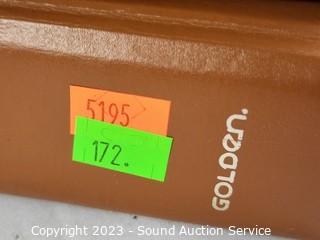 5195
172.
GOLDEN.
Copyright 2023 - Sound Auction Service